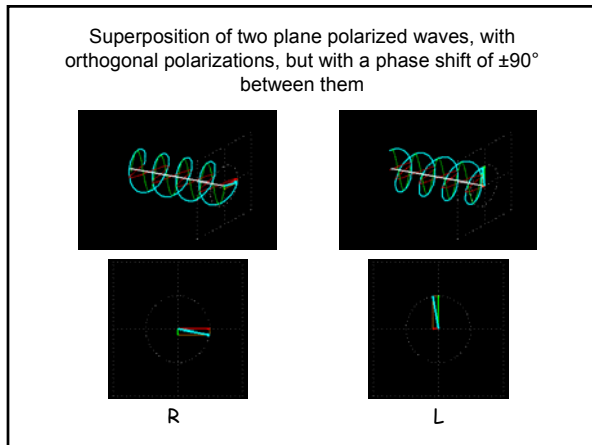 Superposition of two plane polarized waves, with
orthogonal polarizations, but with a phase shift of ±90°
between them
R
L